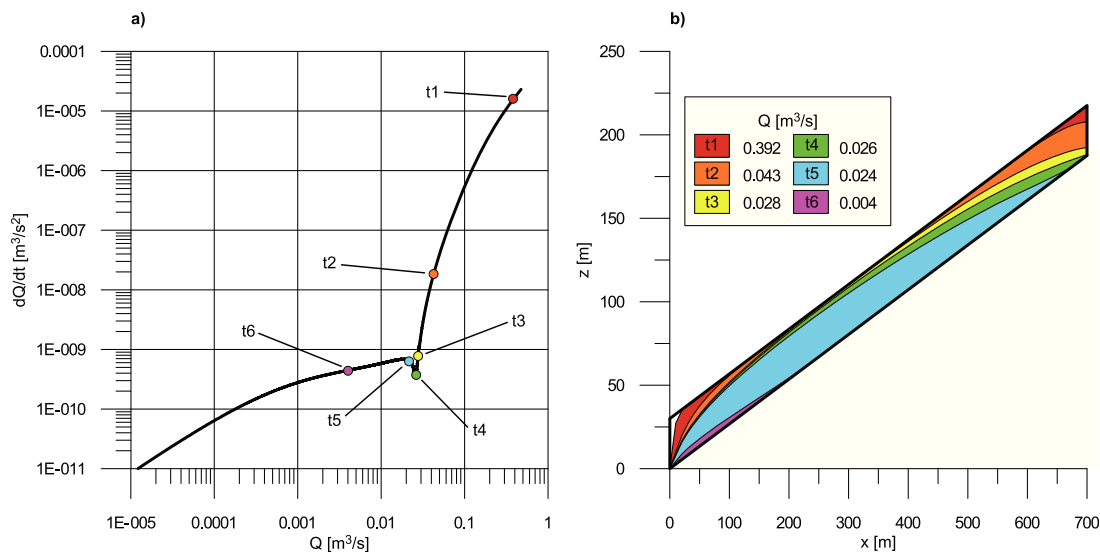 a)
0.0001
1E-005
1E-006
1E-007
1E-008
1E-009
1E-010
1E-011
dQ/dt [m³/s²]
t1
t2
t3
t6
t5
t4
1E-005 0.0001 0.001 0.01 0.1 1
Q [m³/s]
b)
250
200
150
100
50
0
z [m]
Q [m³/s]
t1 0.392 t4 0.026
t2 0.043 t5 0.024
t3 0.028 t6 0.004
0 100 200 300 400 500 600 700
x [m]